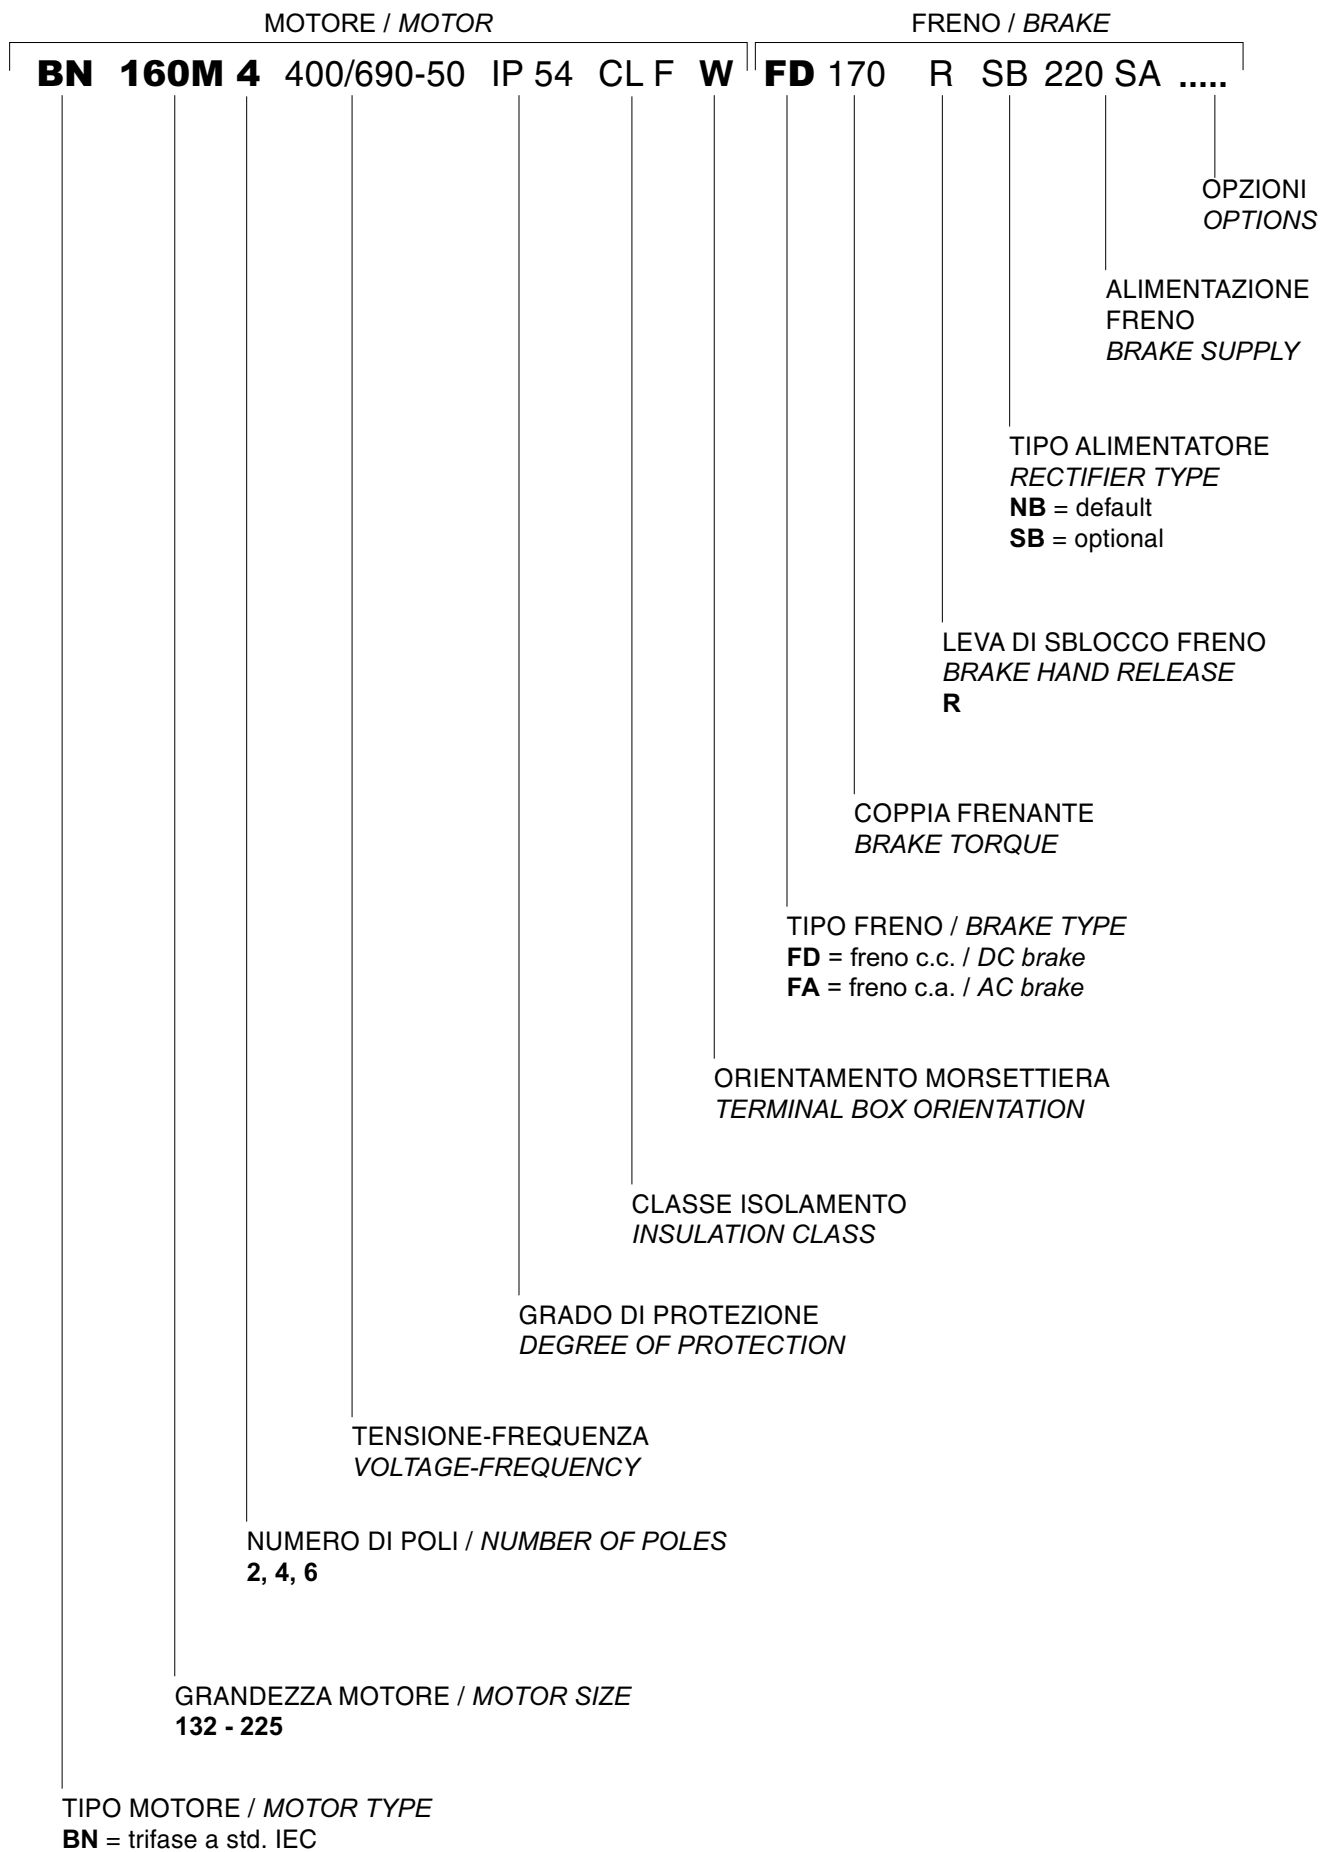 MOTORE / MOTOR
FRENO / BRAKE
BN 160M 4 400/690-50 IP 54 CL F W FD 170 R SB 220 SA .....
OPZIONI
OPTIONS
ALIMENTAZIONE
FRENO
BRAKE SUPPLY
TIPO ALIMENTATORE
RECTIFIER TYPE
NB = default
SB = optional
LEVA DI SBLOCCO FRENO
BRAKE HAND RELEASE
R
COPPIA FRENANTE
BRAKE TORQUE
TIPO FRENO / BRAKE TYPE
FD = freno c.c. / DC brake
FA = freno c.a. / AC brake
ORIENTAMENTO MORSETTIERA
TERMINAL BOX ORIENTATION
CLASSE ISOLAMENTO
INSULATION CLASS
GRADO DI PROTEZIONE
DEGREE OF PROTECTION
TENSIONE-FREQUENZA
VOLTAGE-FREQUENCY
NUMERO DI POLI / NUMBER OF POLES
2, 4, 6
GRANDEZZA MOTORE / MOTOR SIZE
132 - 225
TIPO MOTORE / MOTOR TYPE
BN = trifase a std. IEC